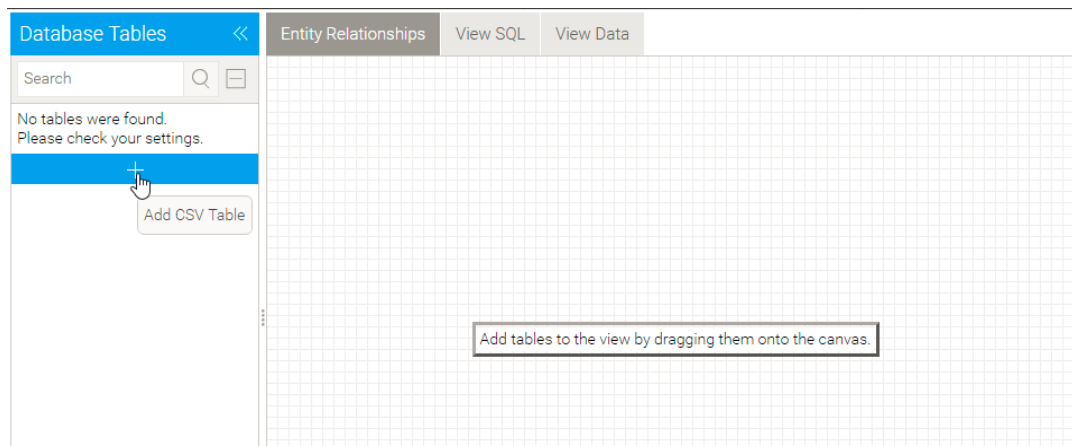 Database Tables
Entity Relationships
View SQL
View Data
Search
No tables were found.
Please check your settings.
Add CSV Table
Add tables to the view by dragging them onto the canvas.